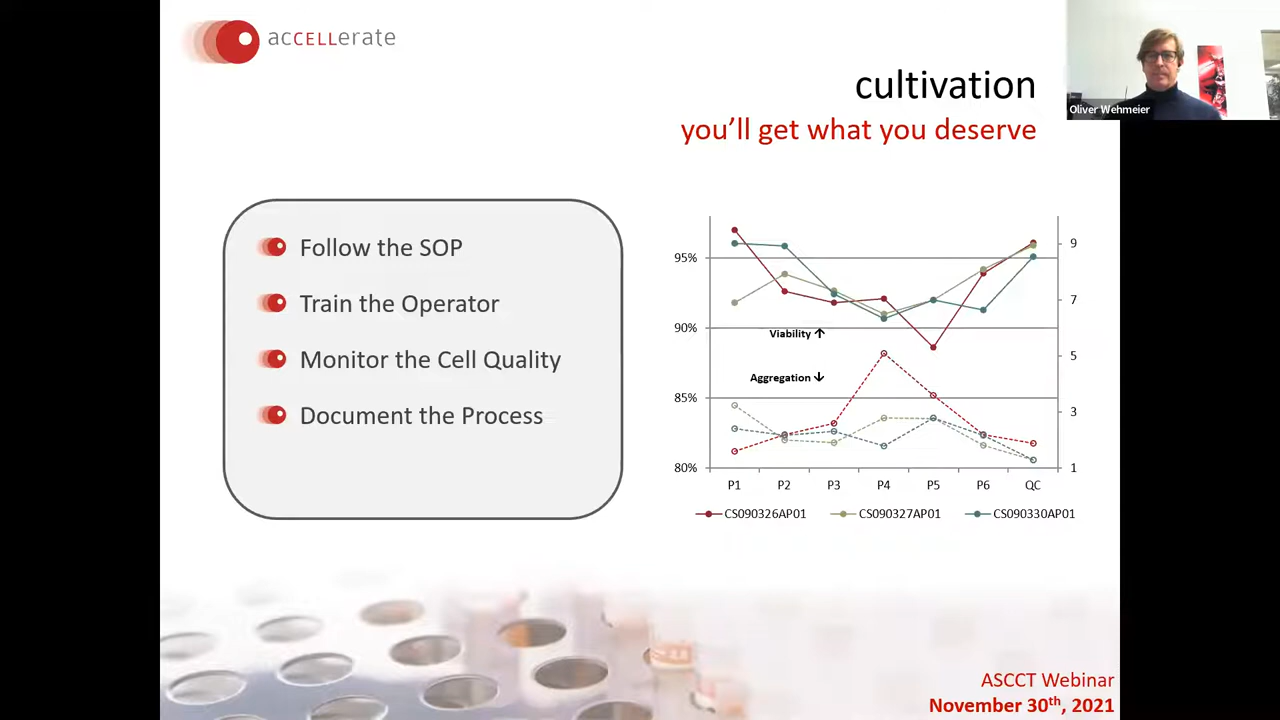 acCELLerate
cultivation
you'll get what you deserve
Oliver Wehmeier
Follow the SOP
Train the Operator
Monitor the Cell Quality
Document the Process
95%
90%
85%
80%
9
7
5
3
1
Viability ↑
Aggregation ↓
P1 P2 P3 P4 P5 P6 QC
CS090326AP01 CS090327AP01 CS090330AP01
ASCCT Webinar
November 30th, 2021